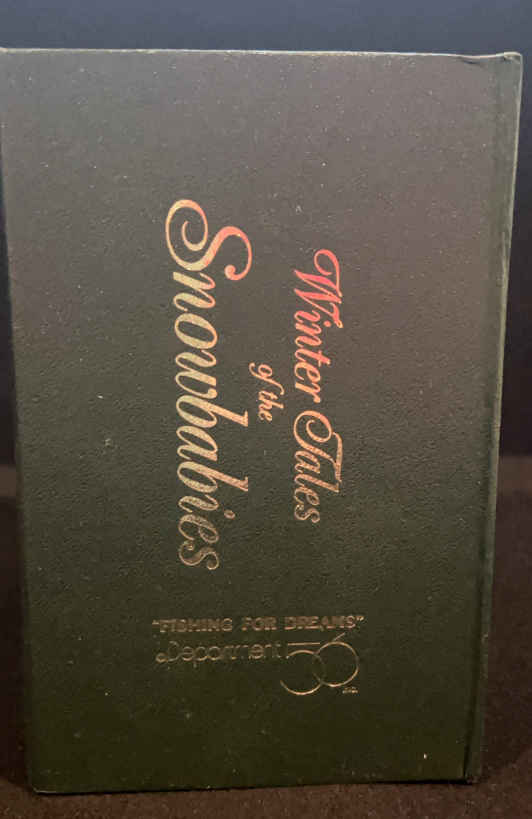 Winter Tales
of the
Snowbabies
"FISHING FOR DREAMS"
Department 56